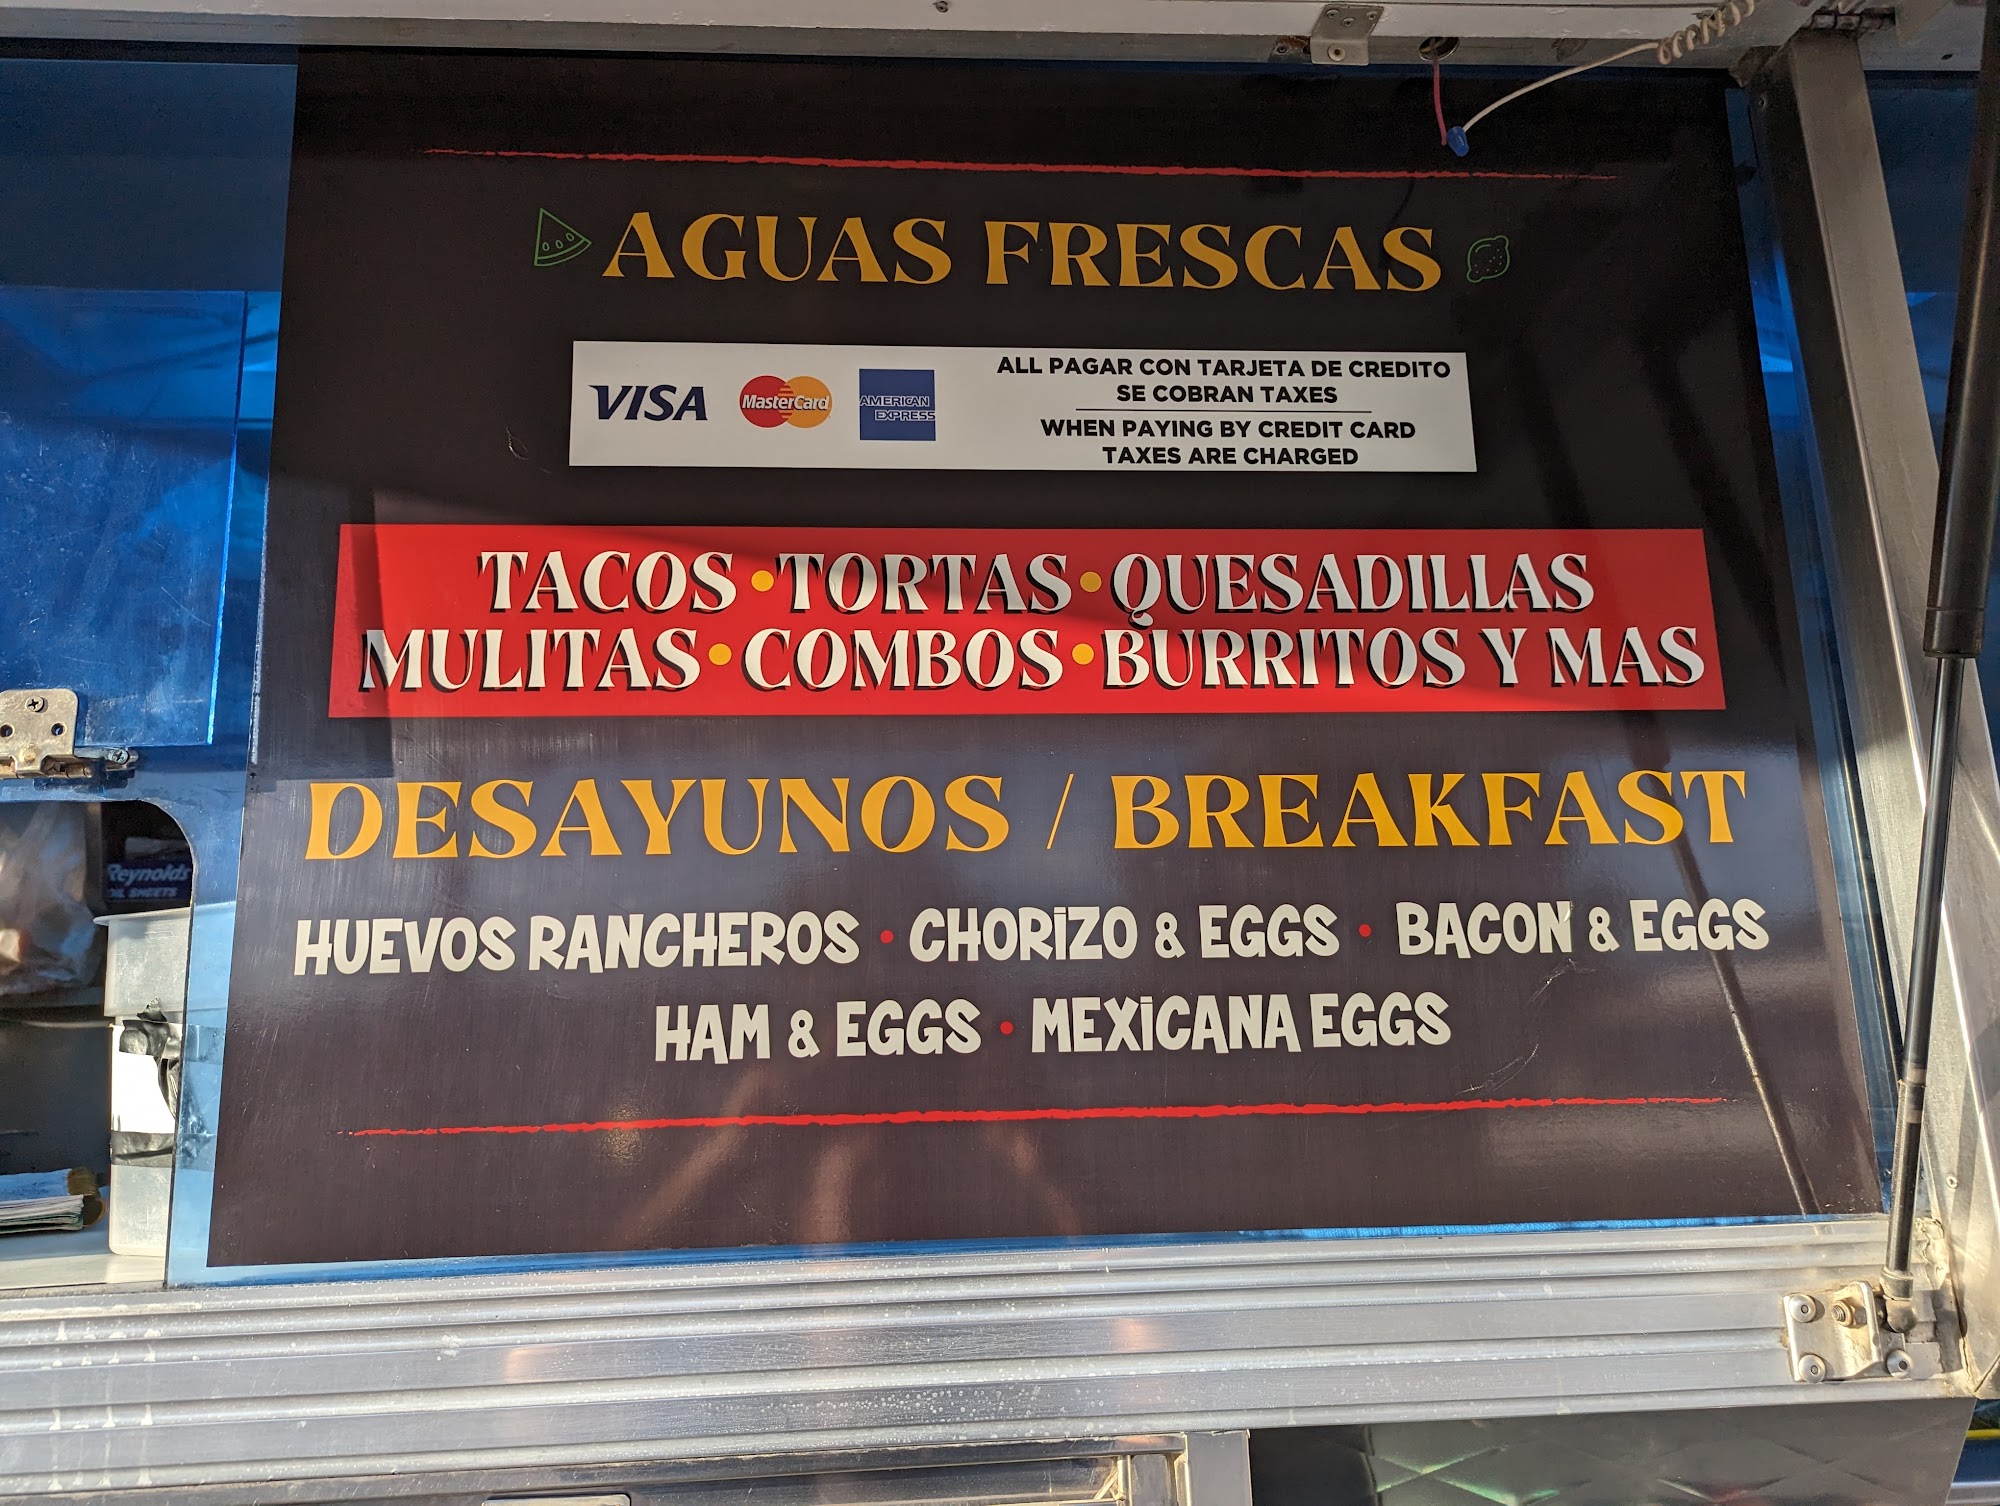 AGUAS FRESCAS
VISA
MasterCard
AMERICAN
EXPRESS
ALL PAGAR CON TARJETA DE CREDITO
SE COBRAN TAXES
WHEN PAYING BY CREDIT CARD
TAXES ARE CHARGED
TACOS • TORTAS • QUESADILLAS
MULITAS • COMBOS • BURRITOS Y MAS
DESAYUNOS / BREAKFAST
HUEVOS RANCHEROS • CHORIZO & EGGS • BACON & EGGS
HAM & EGGS • MEXICANA EGGS
Reynolds
SHEETS